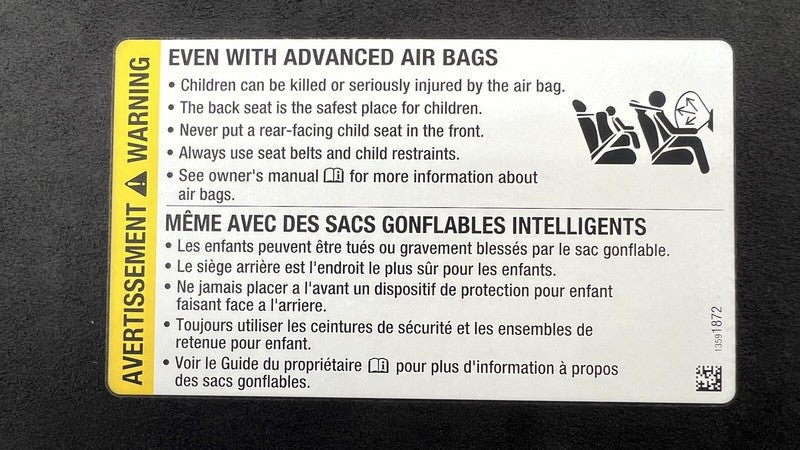 AVERTISSEMENT ⚠ WARNING
EVEN WITH ADVANCED AIR BAGS
• Children can be killed or seriously injured by the air bag.
• The back seat is the safest place for children.
• Never put a rear-facing child seat in the front.
• Always use seat belts and child restraints.
• See owner's manual for more information about
air bags.
MÊME AVEC DES SACS GONFLABLES INTELLIGENTS
• Les enfants peuvent être tués ou gravement blessés par le sac gonflable.
• Le siège arrière est l'endroit le plus sûr pour les enfants.
• Ne jamais placer a l'avant un dispositif de protection pour enfant
faisant face a l'arriere.
• Toujours utiliser les ceintures de sécurité et les ensembles de
retenue pour enfant.
• Voir le Guide du propriétaire pour plus d'information à propos
des sacs gonflables.
13591872